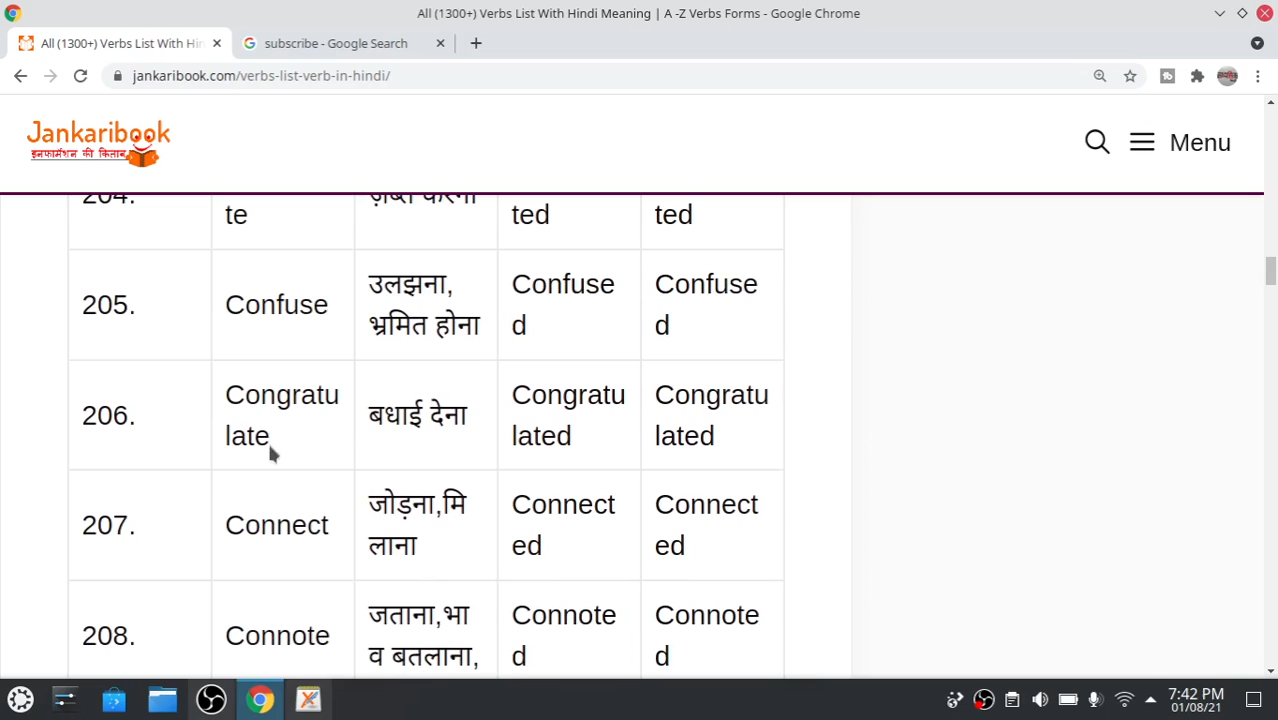 All (1300+) Verbs List With Hindi Meaning | A -Z Verbs Forms - Google Chrome
All (1300+) Verbs List With Hin
subscribe - Google Search
jankaribook.com/verbs-list-verb-in-hindi/
Jankaribook
इनफार्मेशन की किताब
Menu
204. te ज़ब्त करना ted ted
205. Confuse उलझना, भ्रमित होना Confuse d Confuse d
206. Congratu late बधाई देना Congratu lated Congratu lated
207. Connect जोड़ना,मि लाना Connect ed Connect ed
208. Connote जताना,भा व बतलाना, Connote d Connote d
7:42 PM
01/08/21